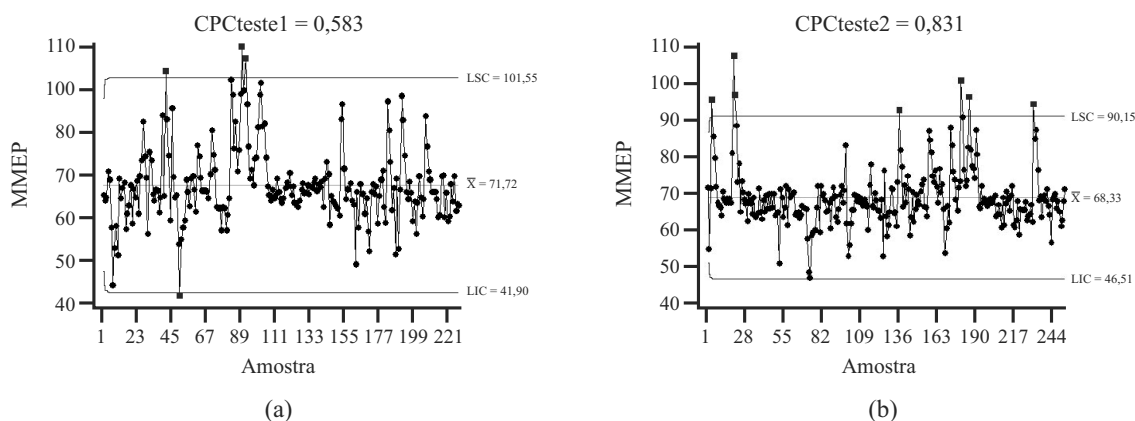 CPCteste1 = 0,583
MMEP
110
100
90
80
70
60
50
40
LSC = 101,55
X̅ = 71,72
LIC = 41,90
1 23 45 67 89 111 133 155 177 199 221
Amostra
(a)
CPCteste2 = 0,831
MMEP
110
100
90
80
70
60
50
40
LSC = 90,15
X̅ = 68,33
LIC = 46,51
1 28 55 82 109 136 163 190 217 244
Amostra
(b)